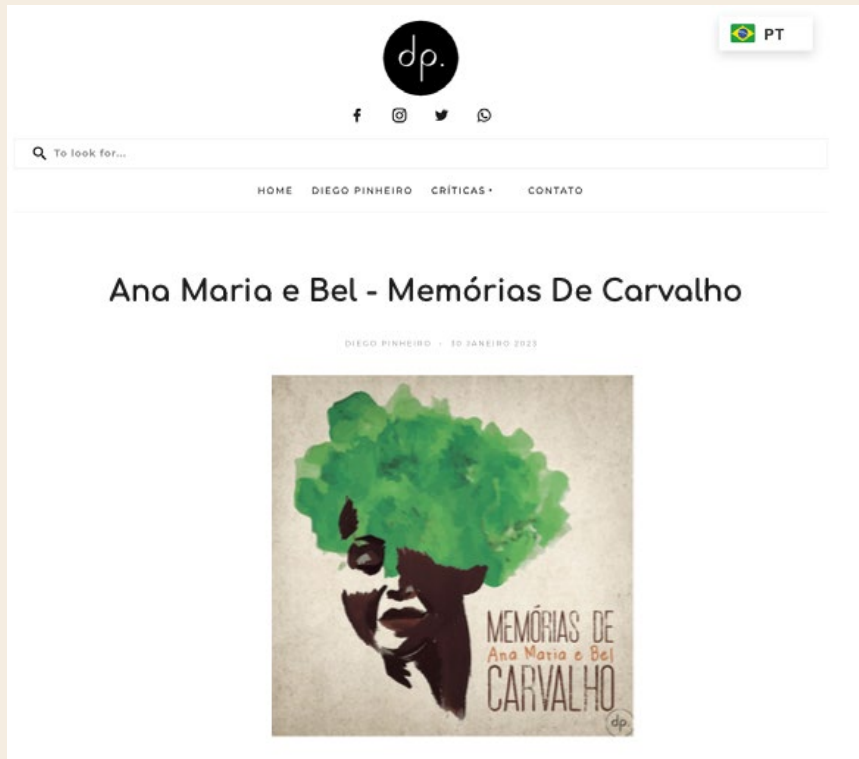 dp.
PT
To look for...
HOME DIEGO PINHEIRO CRÍTICAS CONTATO
Ana Maria e Bel - Memórias De Carvalho
DIEGO PINHEIRO - 30 JANEIRO 2023
MEMÓRIAS DE
Ana Maria e Bel
CARVALHO
dp.